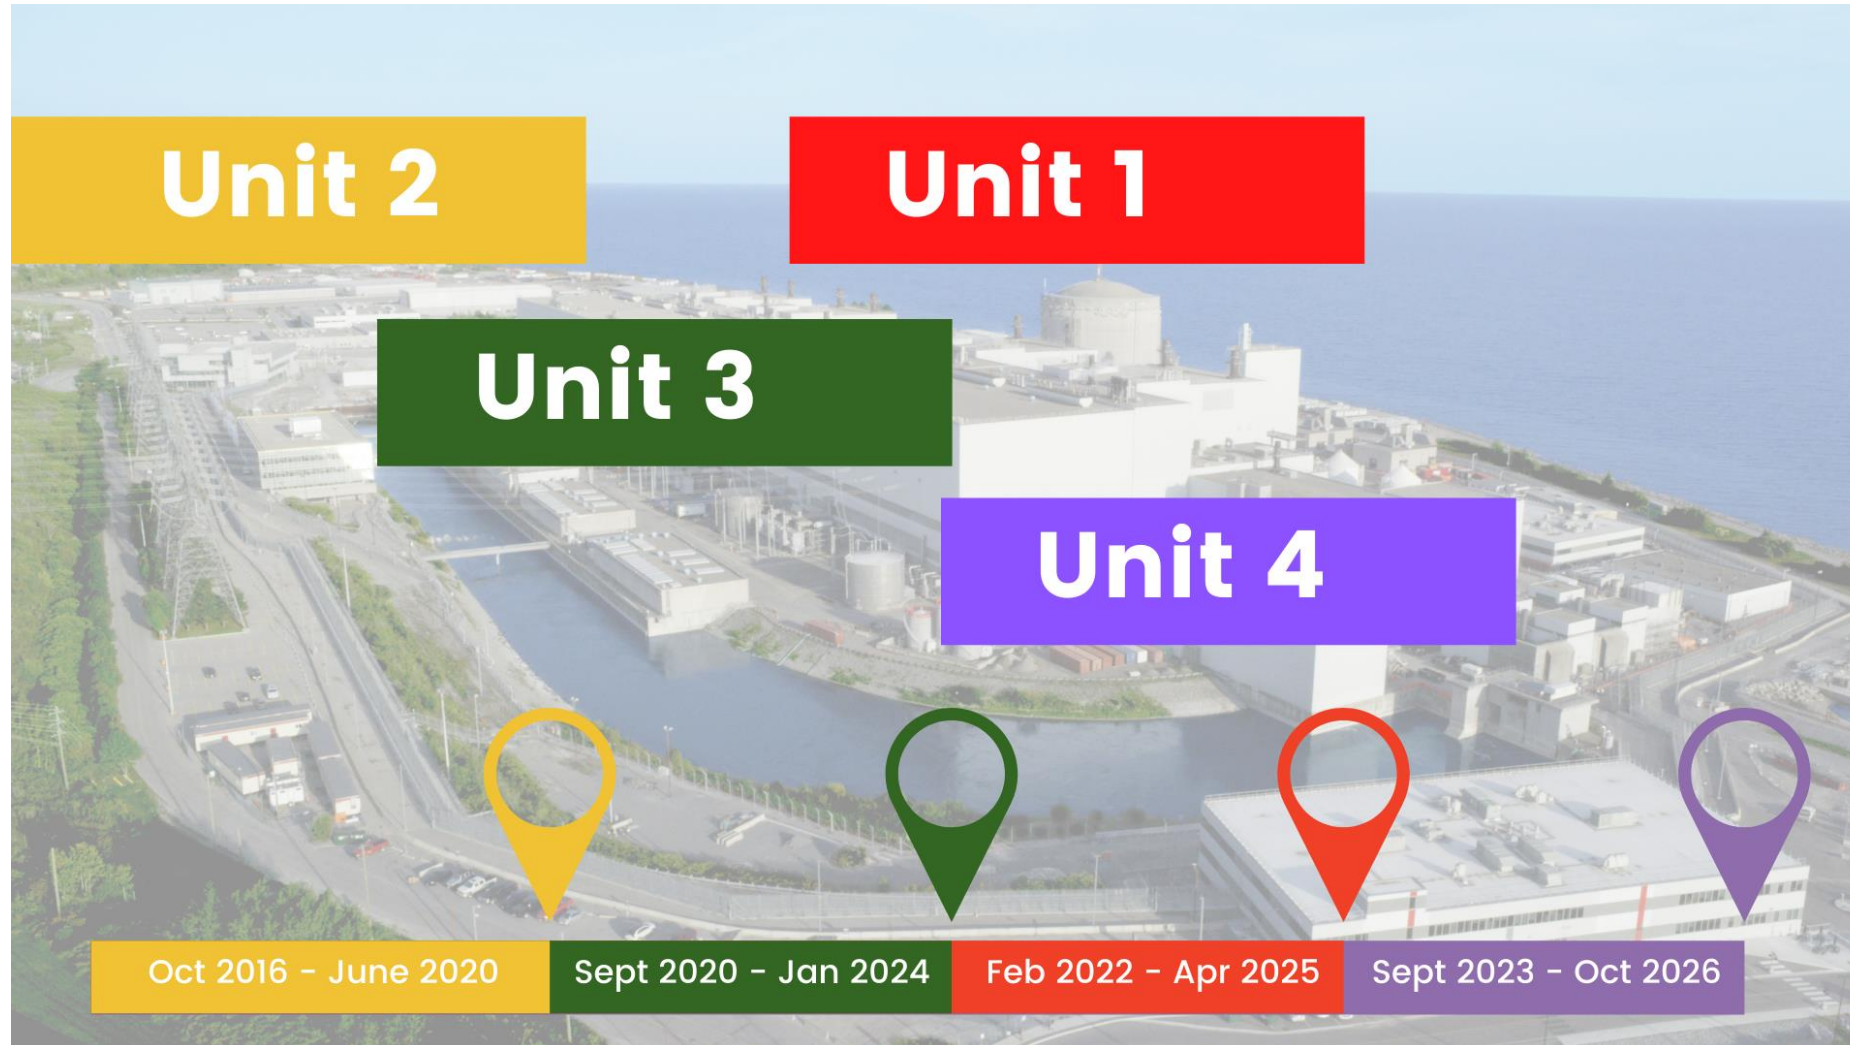 Unit 2
Unit 1
Unit 3
Unit 4
Oct 2016 - June 2020
Sept 2020 - Jan 2024
Feb 2022 - Apr 2025
Sept 2023 - Oct 2026